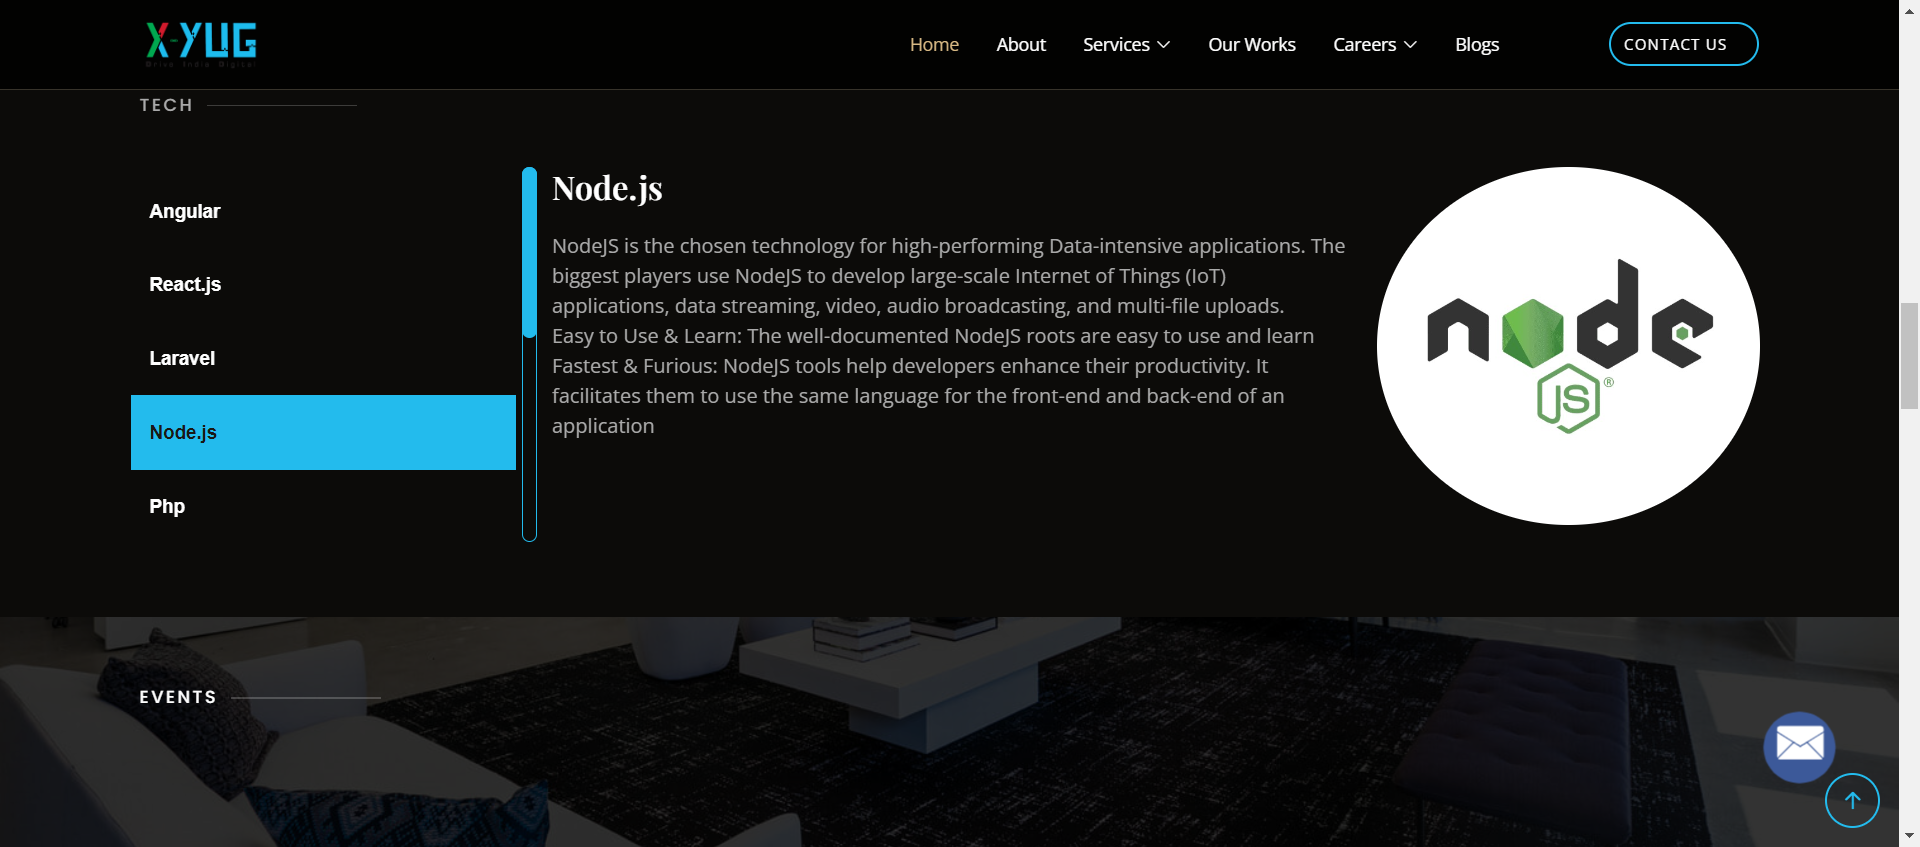 X-YUG
Drive India Digital
Home
About
Services
Our Works
Careers
Blogs
CONTACT US
TECH
Angular
React.js
Laravel
Node.js
Php
Node.js
NodeJS is the chosen technology for high-performing Data-intensive applications. The
biggest players use NodeJS to develop large-scale Internet of Things (IoT)
applications, data streaming, video, audio broadcasting, and multi-file uploads.
Easy to Use & Learn: The well-documented NodeJS roots are easy to use and learn
Fastest & Furious: NodeJS tools help developers enhance their productivity. It
facilitates them to use the same language for the front-end and back-end of an
application
node
JS®
EVENTS